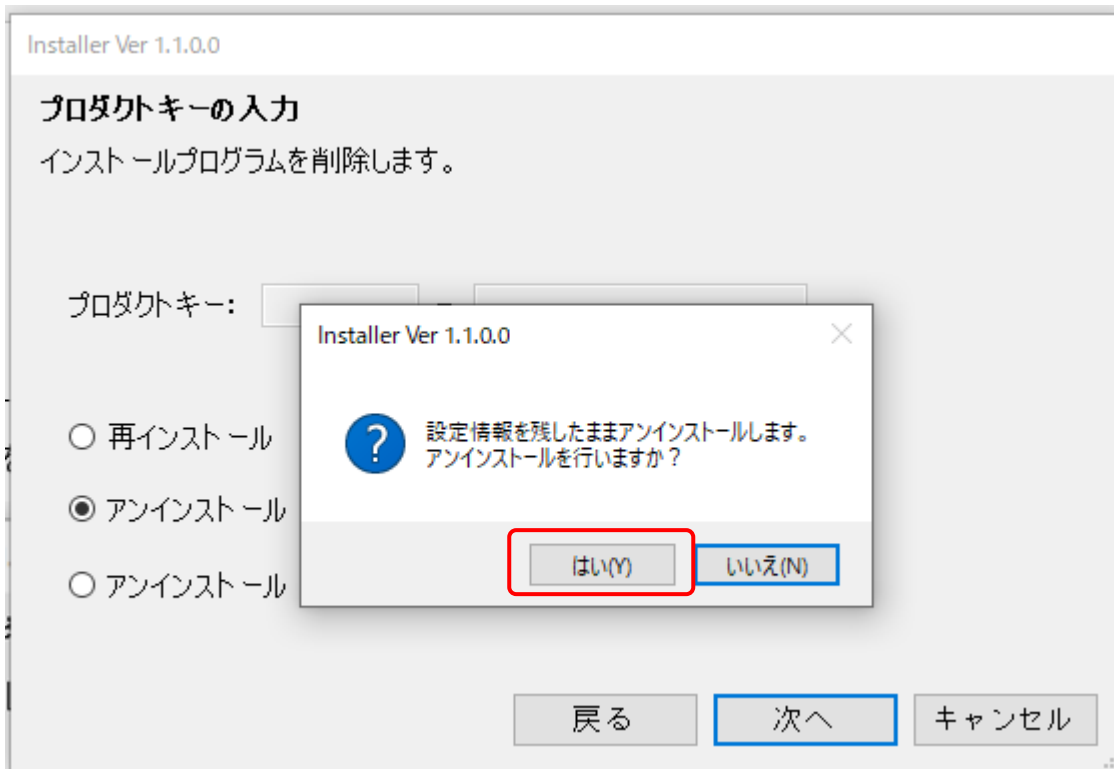 Installer Ver 1.1.0.0
プロダクトキーの入力
インストールプログラムを削除します。
プロダクトキー: -
Installer Ver 1.1.0.0
設定情報を残したままアンインストールします。
アンインストールを行いますか？
はい(Y)
いいえ(N)
再インストール
アンインストール
アンインストール
戻る
次へ
キャンセル